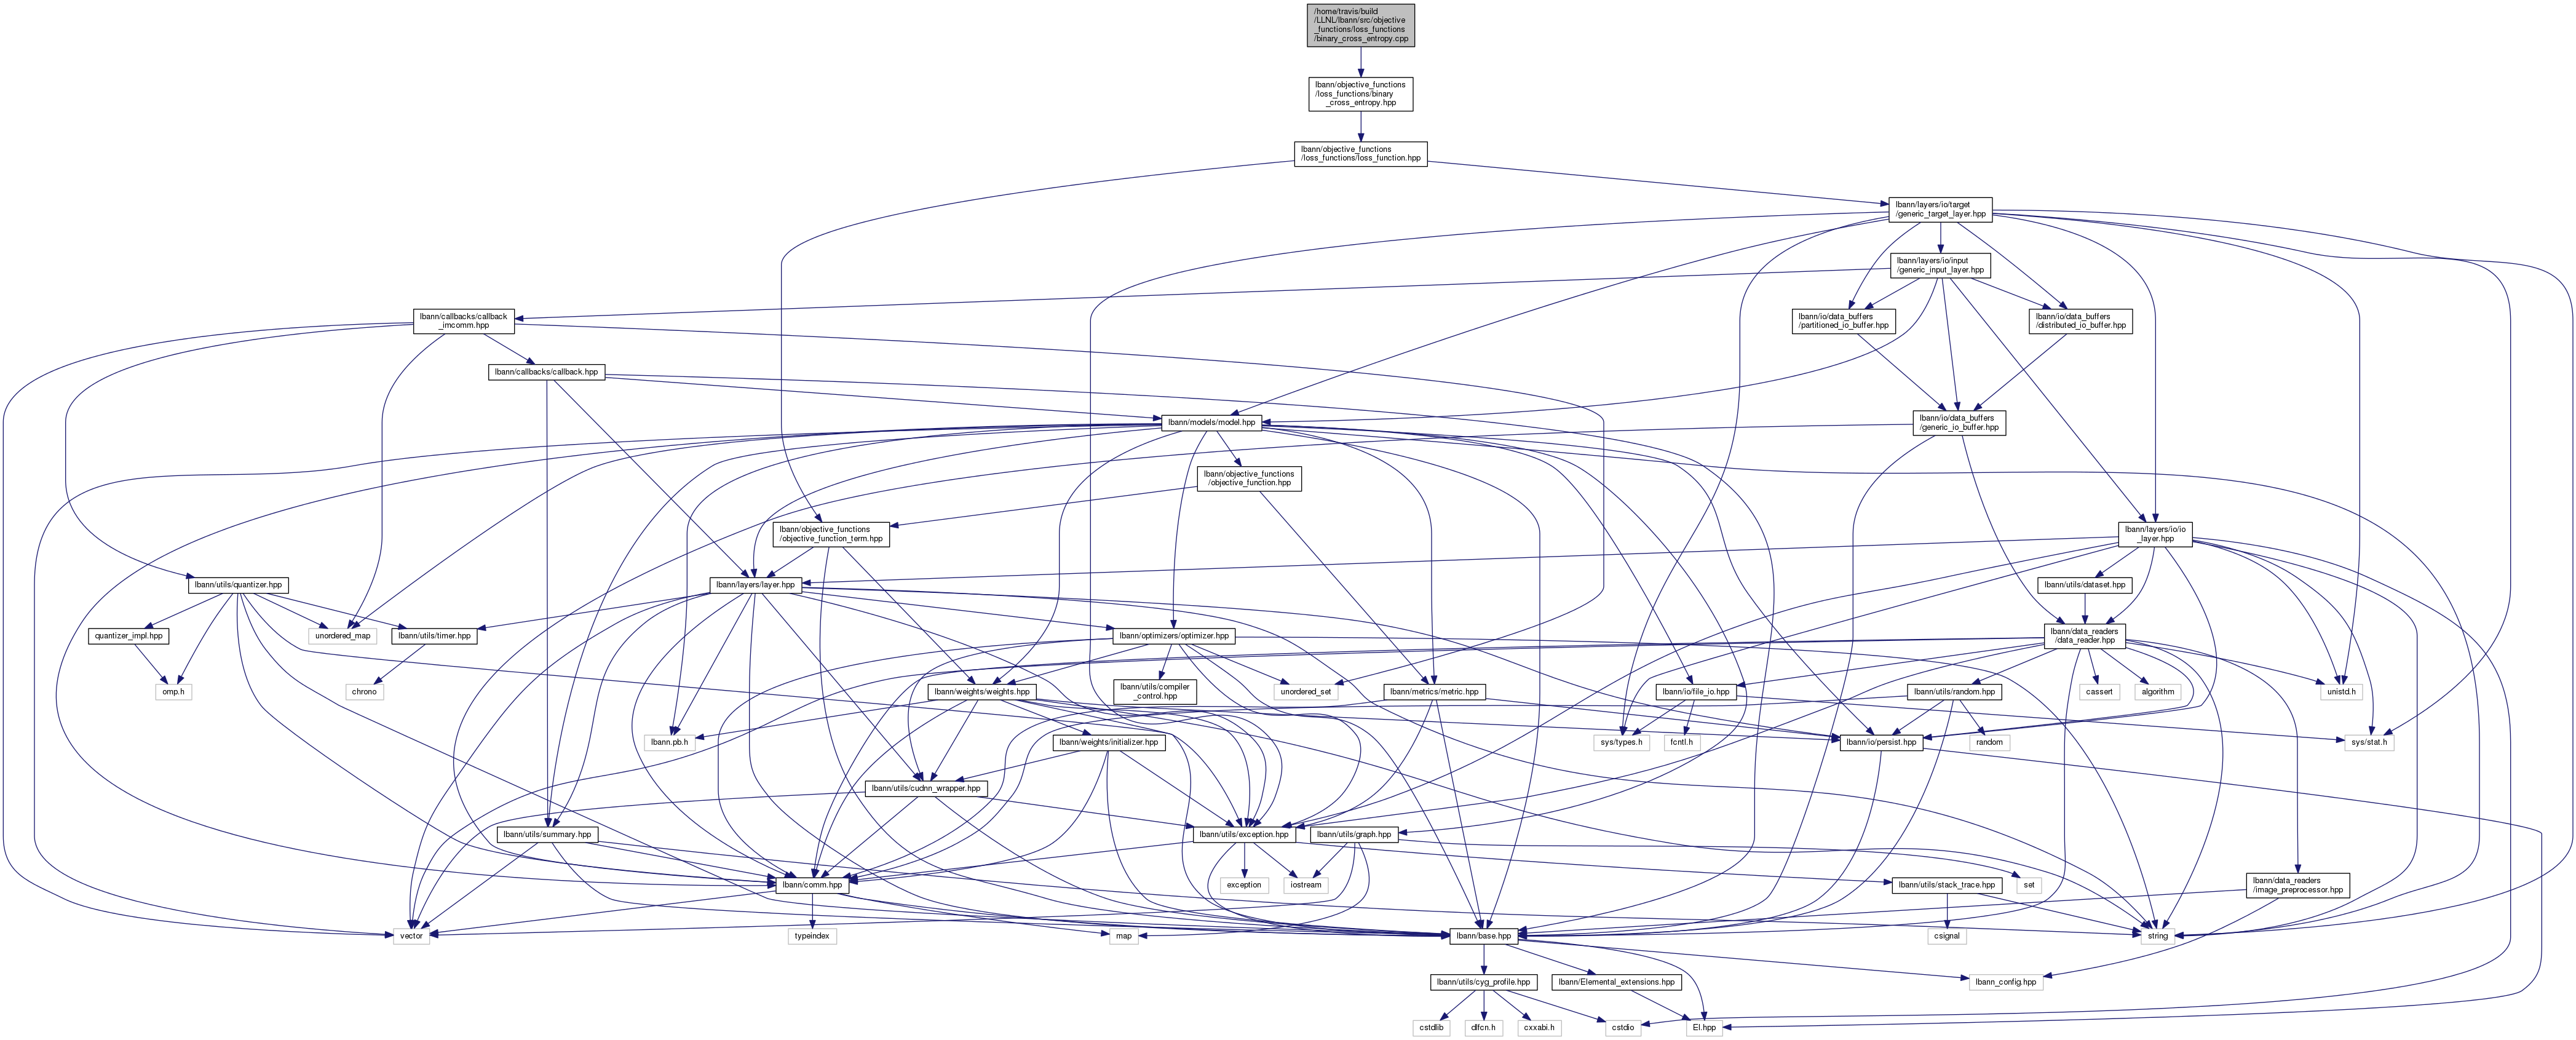 /home/travis/build
/LLNL/lbann/src/objective
_functions/loss_functions
/binary_cross_entropy.cpp
lbann/objective_functions
/loss_functions/binary
_cross_entropy.hpp
lbann/objective_functions
/loss_functions/loss_function.hpp
lbann/layers/io/target
/generic_target_layer.hpp
lbann/layers/io/input
/generic_input_layer.hpp
lbann/callbacks/callback
_imcomm.hpp
lbann/io/data_buffers
/partitioned_io_buffer.hpp
lbann/io/data_buffers
/distributed_io_buffer.hpp
lbann/callbacks/callback.hpp
lbann/models/model.hpp
lbann/io/data_buffers
/generic_io_buffer.hpp
lbann/objective_functions
/objective_function.hpp
lbann/objective_functions
/objective_function_term.hpp
lbann/layers/io/io
_layer.hpp
lbann/utils/quantizer.hpp
lbann/layers/layer.hpp
lbann/utils/dataset.hpp
quantizer_impl.hpp
unordered_map
lbann/utils/timer.hpp
lbann/optimizers/optimizer.hpp
lbann/data_readers
/data_reader.hpp
omp.h
chrono
lbann/weights/weights.hpp
lbann/utils/compiler
_control.hpp
unordered_set
lbann/metrics/metric.hpp
lbann/io/file_io.hpp
lbann/utils/random.hpp
cassert
algorithm
unistd.h
lbann.pb.h
lbann/weights/initializer.hpp
sys/types.h
fcntl.h
lbann/io/persist.hpp
random
sys/stat.h
lbann/utils/cudnn_wrapper.hpp
lbann/utils/summary.hpp
lbann/utils/exception.hpp
lbann/utils/graph.hpp
lbann/comm.hpp
exception
iostream
lbann/utils/stack_trace.hpp
set
lbann/data_readers
/image_preprocessor.hpp
vector
typeindex
map
lbann/base.hpp
csignal
string
lbann/utils/cyg_profile.hpp
lbann/Elemental_extensions.hpp
lbann_config.hpp
cstdlib
dlfcn.h
cxxabi.h
cstdio
El.hpp